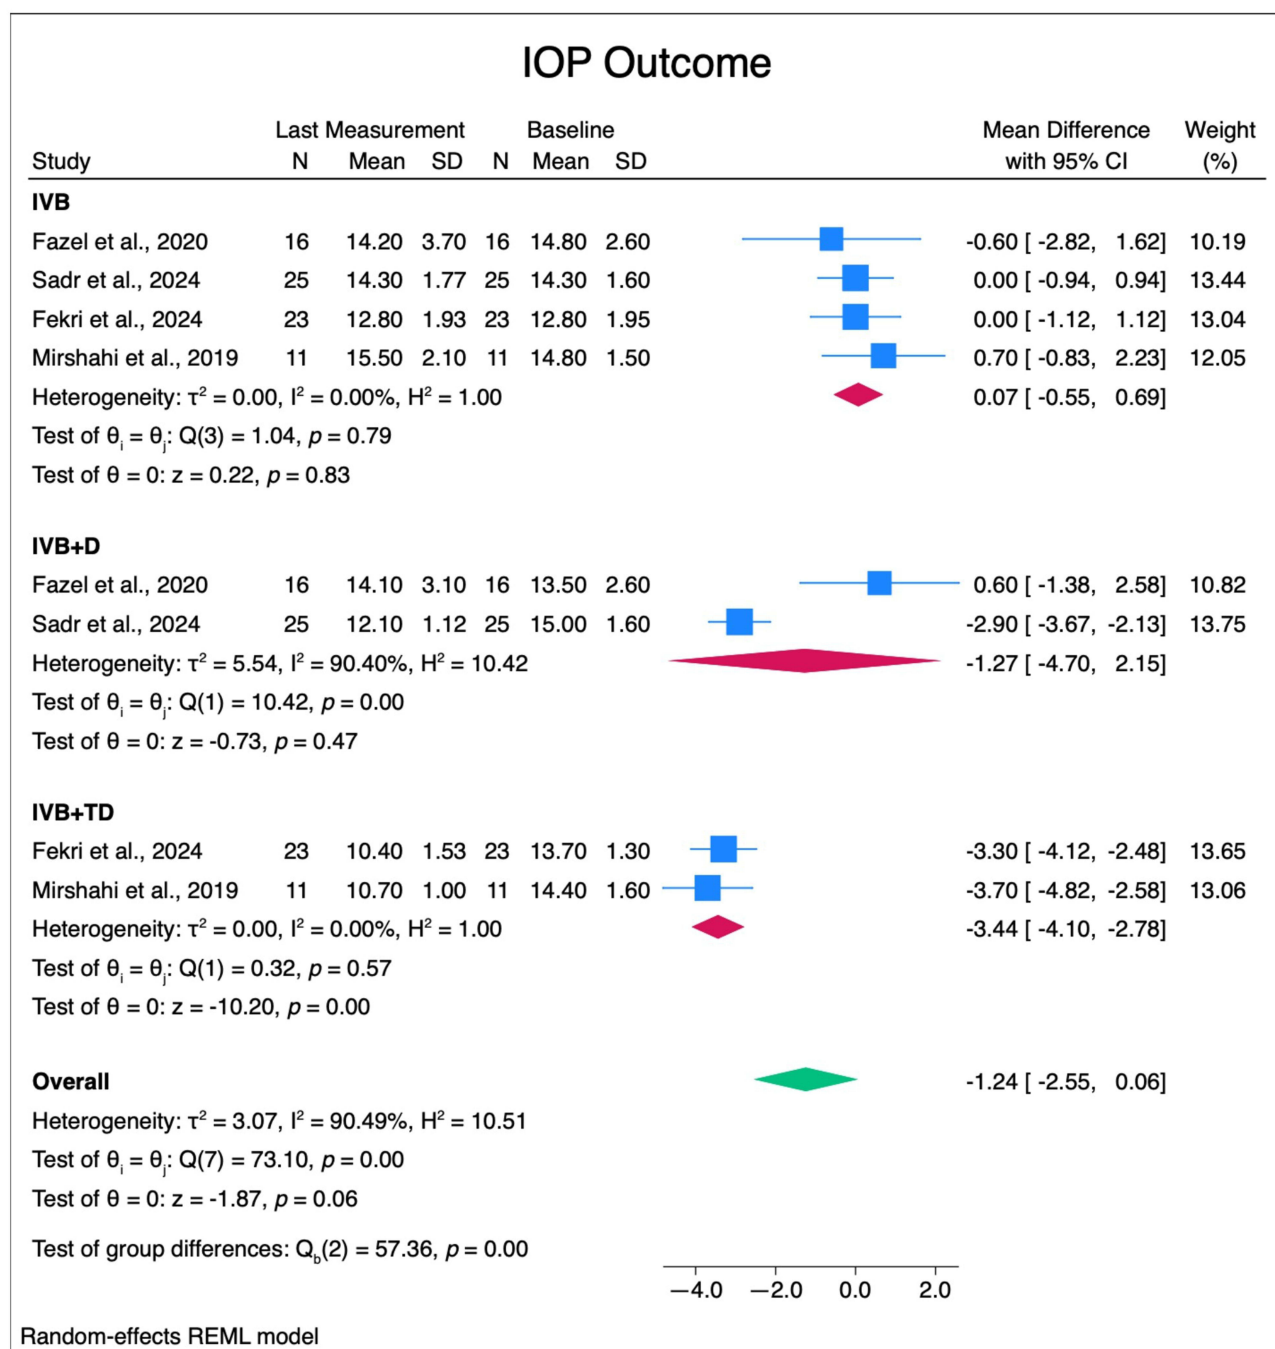 IOP Outcome
Last Measurement Baseline Mean Difference Weight
Study N Mean SD N Mean SD with 95% CI (%)
IVB
Fazel et al., 2020 16 14.20 3.70 16 14.80 2.60 -0.60 [ -2.82, 1.62] 10.19
Sadr et al., 2024 25 14.30 1.77 25 14.30 1.60 0.00 [ -0.94, 0.94] 13.44
Fekri et al., 2024 23 12.80 1.93 23 12.80 1.95 0.00 [ -1.12, 1.12] 13.04
Mirshahi et al., 2019 11 15.50 2.10 11 14.80 1.50 0.70 [ -0.83, 2.23] 12.05
Heterogeneity: τ² = 0.00, I² = 0.00%, H² = 1.00 0.07 [ -0.55, 0.69]
Test of θᵢ = θⱼ: Q(3) = 1.04, p = 0.79
Test of θ = 0: z = 0.22, p = 0.83
IVB+D
Fazel et al., 2020 16 14.10 3.10 16 13.50 2.60 0.60 [ -1.38, 2.58] 10.82
Sadr et al., 2024 25 12.10 1.12 25 15.00 1.60 -2.90 [ -3.67, -2.13] 13.75
Heterogeneity: τ² = 5.54, I² = 90.40%, H² = 10.42 -1.27 [ -4.70, 2.15]
Test of θᵢ = θⱼ: Q(1) = 10.42, p = 0.00
Test of θ = 0: z = -0.73, p = 0.47
IVB+TD
Fekri et al., 2024 23 10.40 1.53 23 13.70 1.30 -3.30 [ -4.12, -2.48] 13.65
Mirshahi et al., 2019 11 10.70 1.00 11 14.40 1.60 -3.70 [ -4.82, -2.58] 13.06
Heterogeneity: τ² = 0.00, I² = 0.00%, H² = 1.00 -3.44 [ -4.10, -2.78]
Test of θᵢ = θⱼ: Q(1) = 0.32, p = 0.57
Test of θ = 0: z = -10.20, p = 0.00
Overall -1.24 [ -2.55, 0.06]
Heterogeneity: τ² = 3.07, I² = 90.49%, H² = 10.51
Test of θᵢ = θⱼ: Q(7) = 73.10, p = 0.00
Test of θ = 0: z = -1.87, p = 0.06
Test of group differences: Q_b(2) = 57.36, p = 0.00
−4.0 −2.0 0.0 2.0
Random-effects REML model